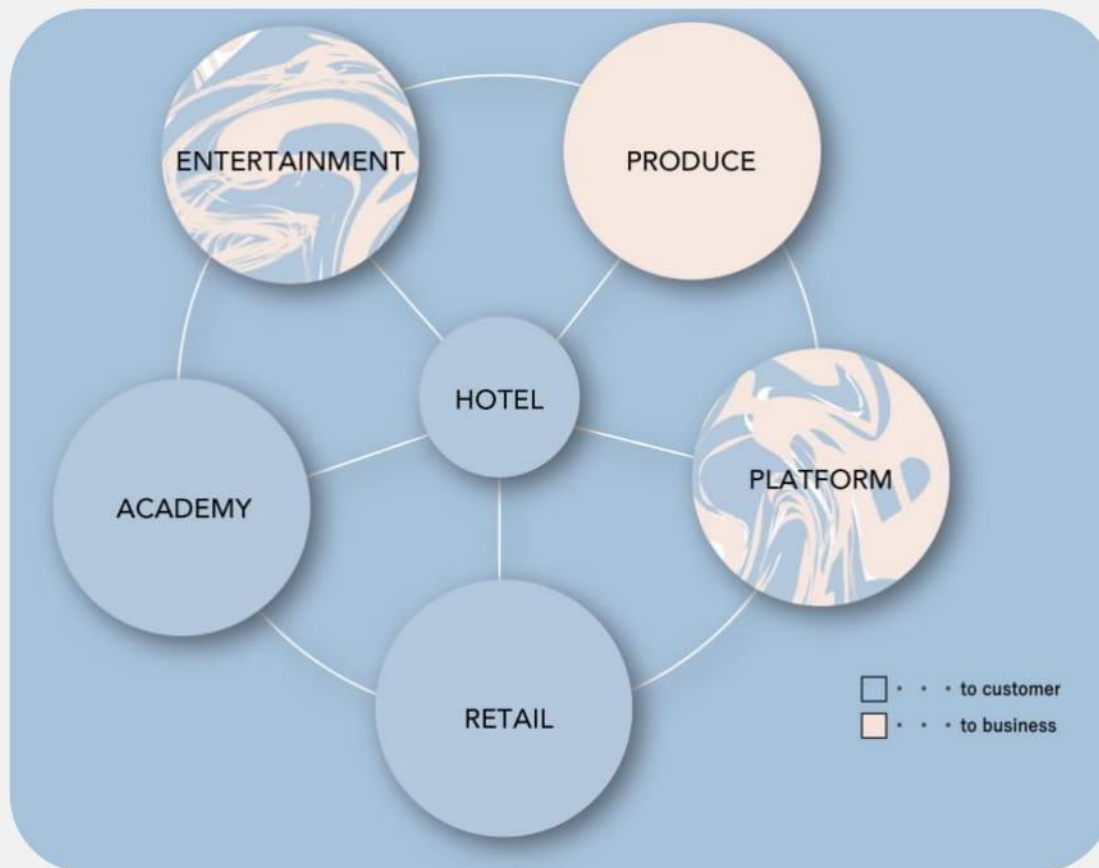 ENTERTAINMENT
PRODUCE
HOTEL
PLATFORM
ACADEMY
RETAIL
・・・to customer
・・・to business